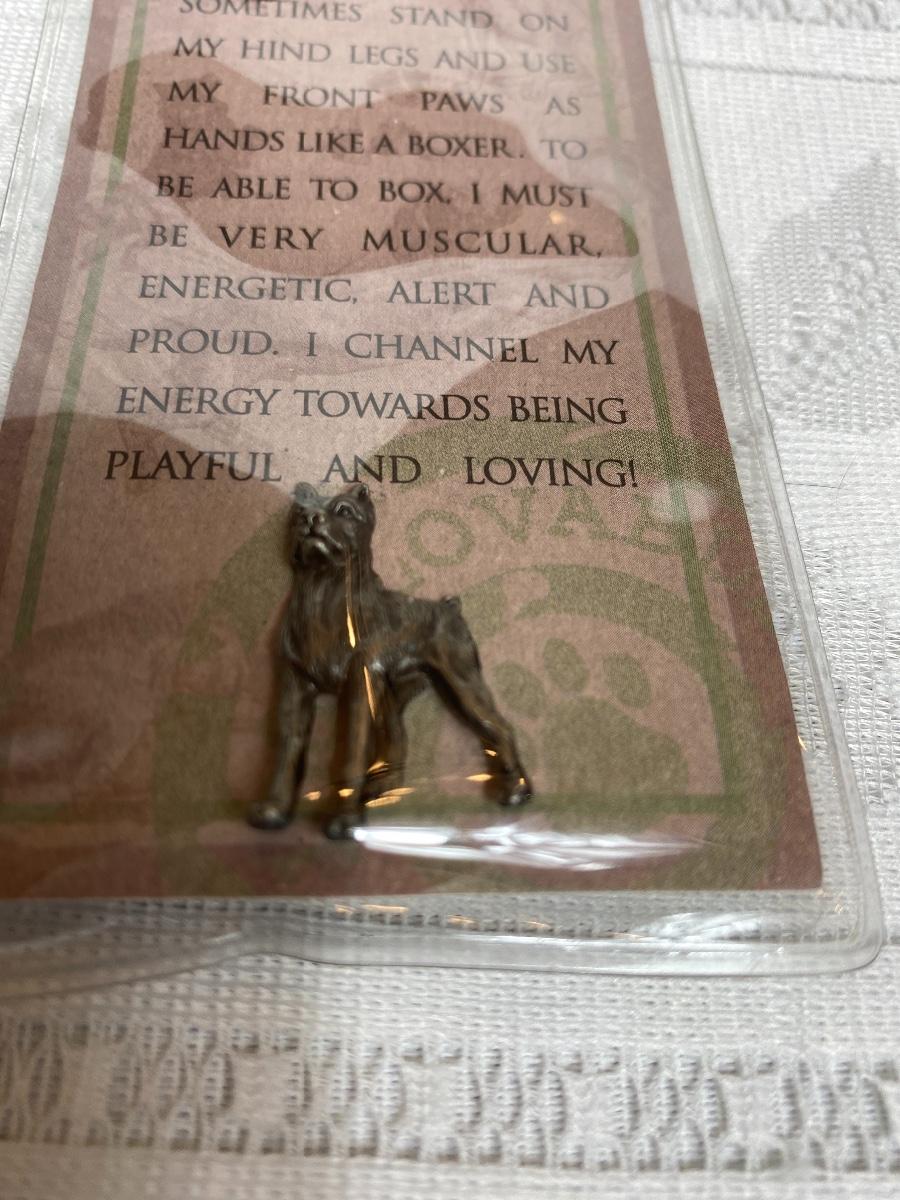 SOMETIMES STAND ON
MY HIND LEGS AND USE
MY FRONT PAWS AS
HANDS LIKE A BOXER. TO
BE ABLE TO BOX, I MUST
BE VERY MUSCULAR,
ENERGETIC, ALERT AND
PROUD. I CHANNEL MY
ENERGY TOWARDS BEING
PLAYFUL AND LOVING!